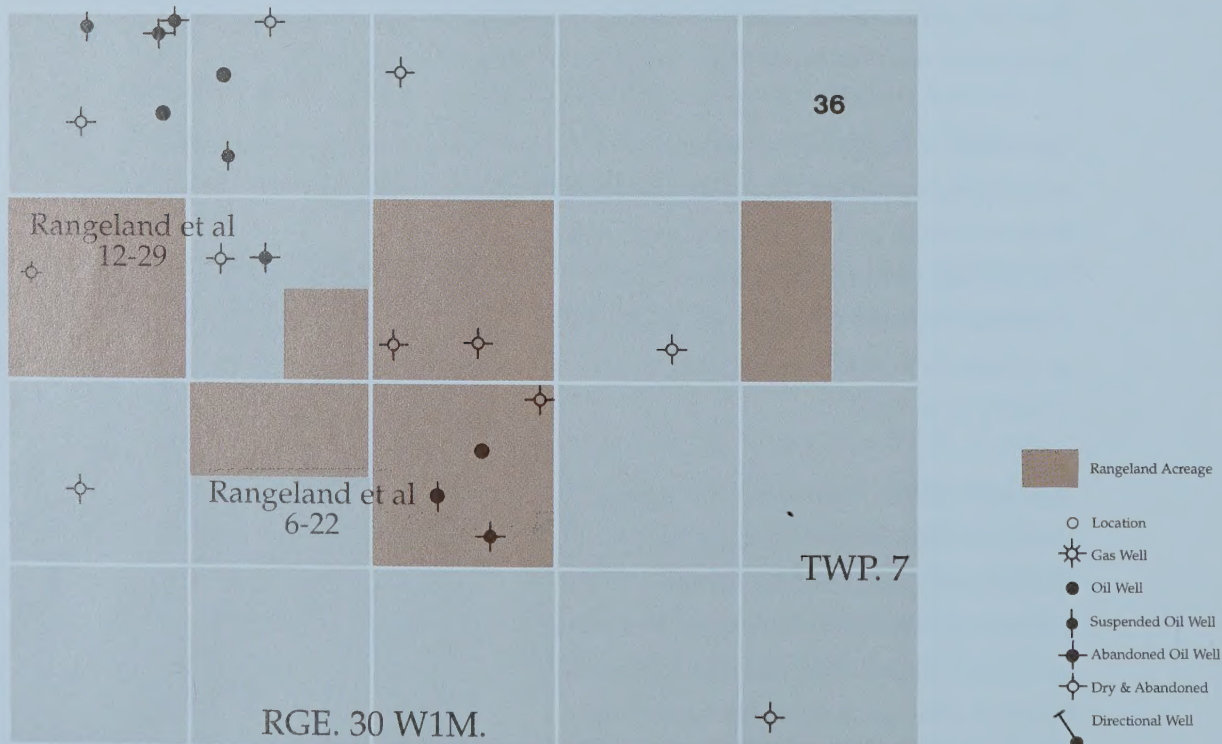 36
Rangeland et al
12-29
Rangeland et al
6-22
TWP. 7
RGE. 30 W1M.
Rangeland Acreage
Location
Gas Well
Oil Well
Suspended Oil Well
Abandoned Oil Well
Dry & Abandoned
Directional Well